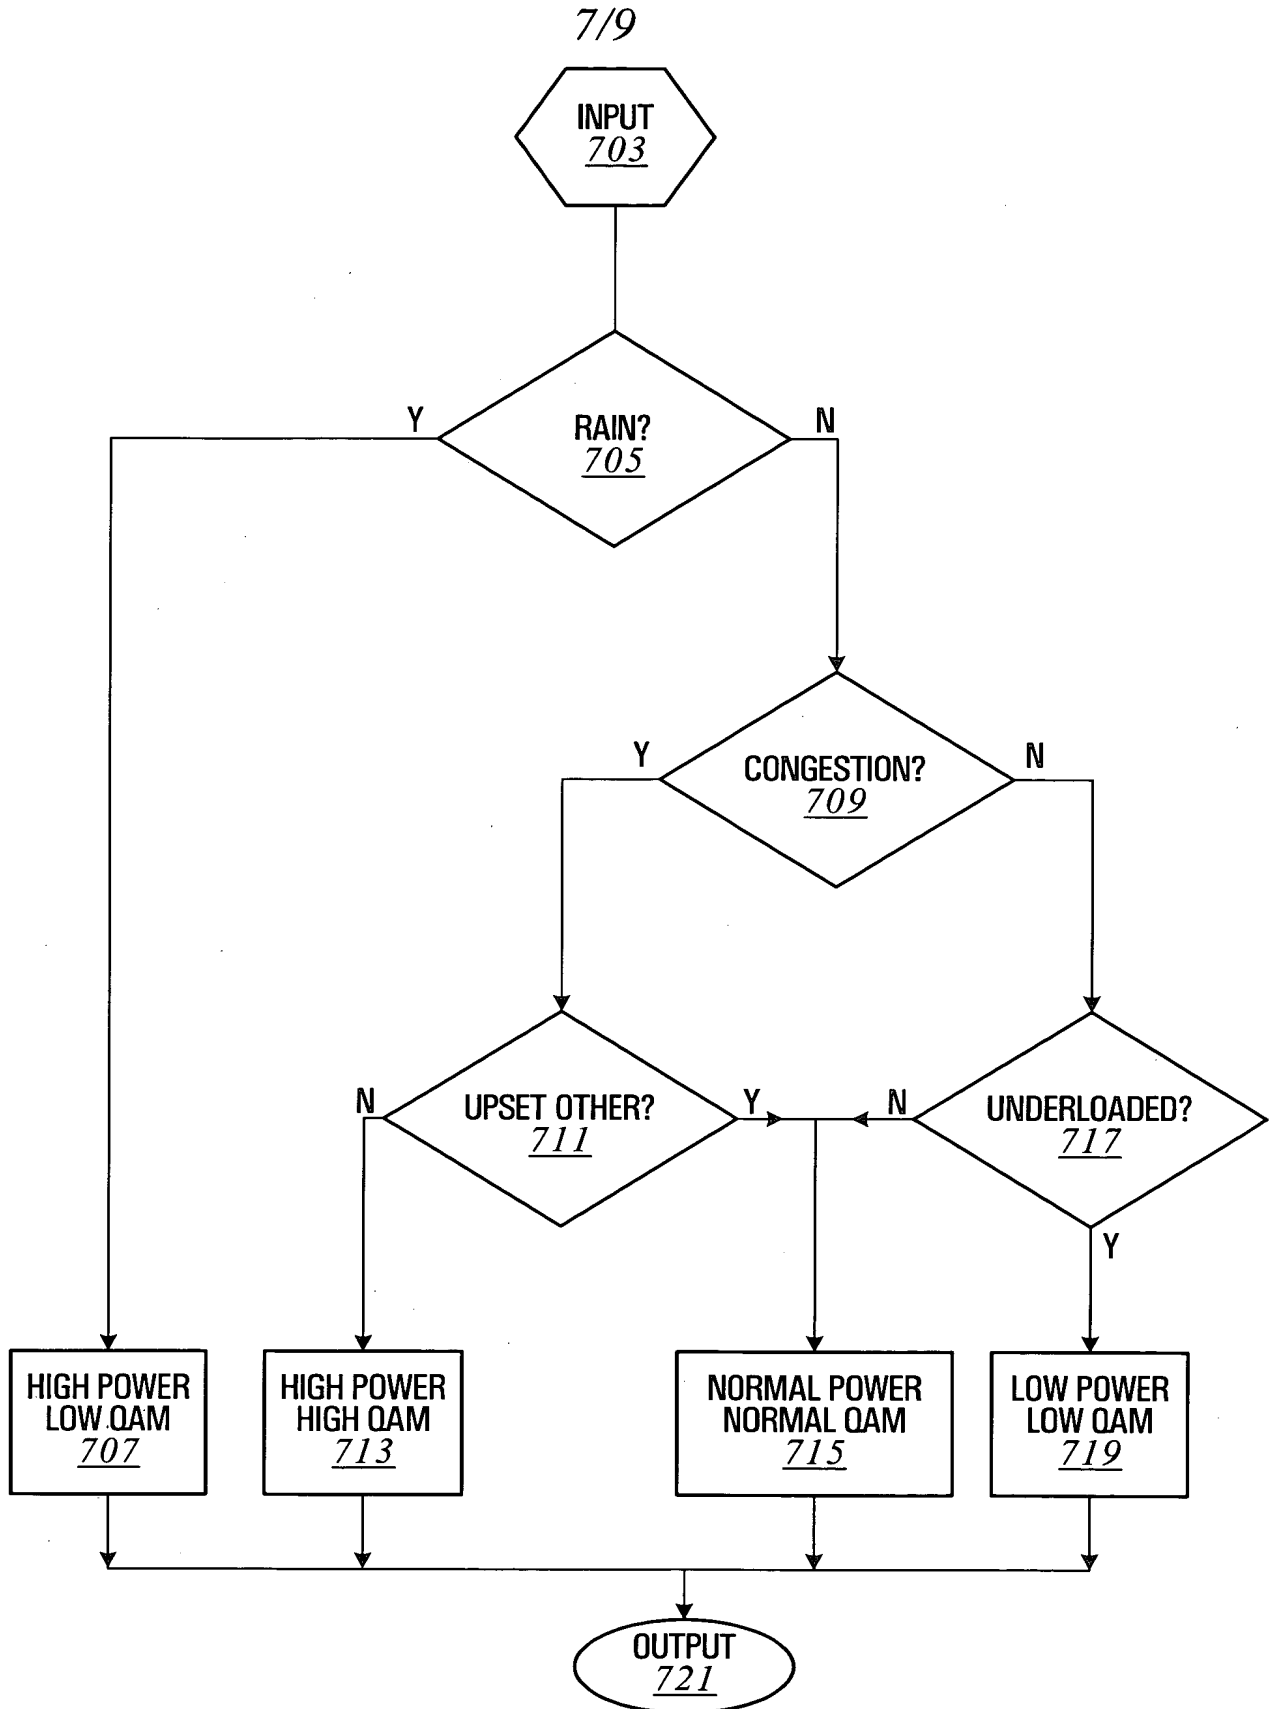 7/9
INPUT
703
RAIN?
705
Y
N
CONGESTION?
709
Y
N
UPSET OTHER?
711
N
Y
UNDERLOADED?
717
N
Y
HIGH POWER
LOW QAM
707
HIGH POWER
HIGH QAM
713
NORMAL POWER
NORMAL QAM
715
LOW POWER
LOW QAM
719
OUTPUT
721